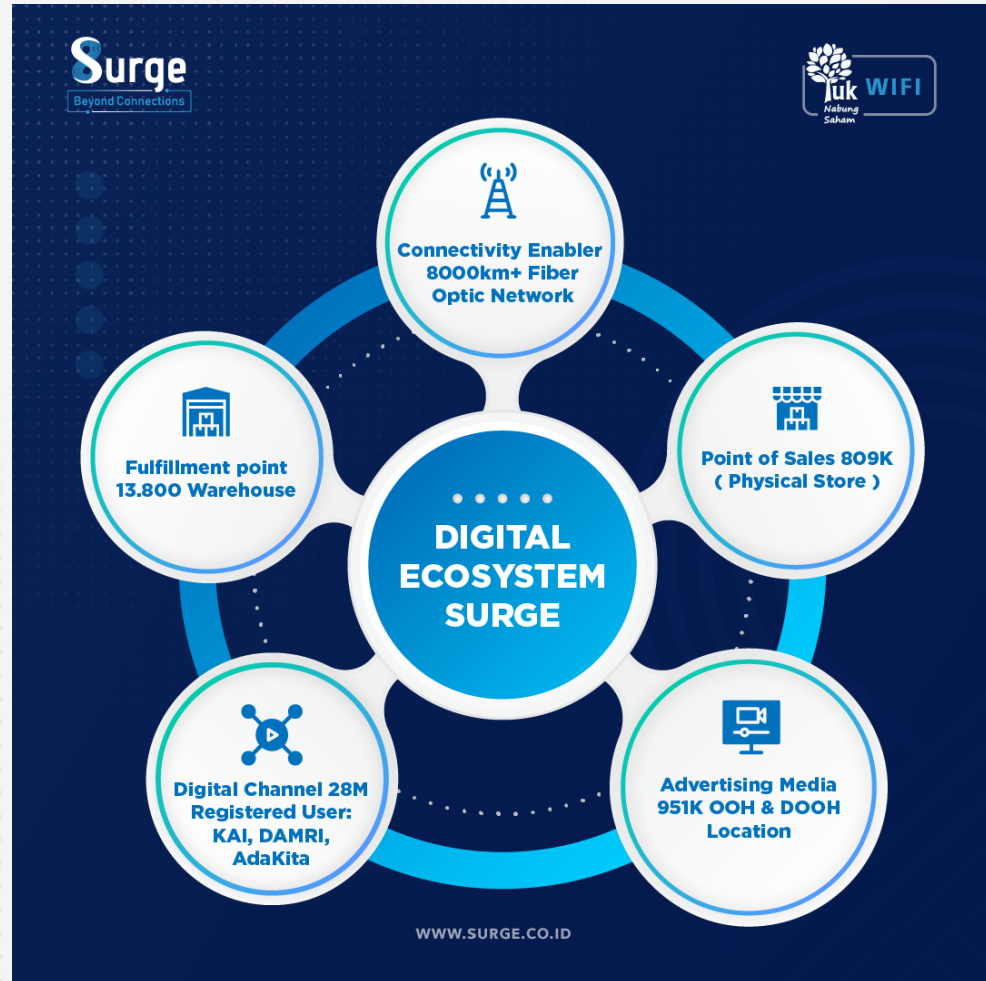 Surge
Beyond Connections
Yuk
WIFI
Nabung
Saham
Connectivity Enabler
8000km+ Fiber
Optic Network
Fulfillment point
13.800 Warehouse
Point of Sales 809K
( Physical Store )
DIGITAL
ECOSYSTEM
SURGE
Digital Channel 28M
Registered User:
KAI, DAMRI,
AdaKita
Advertising Media
951K OOH & DOOH
Location
WWW.SURGE.CO.ID